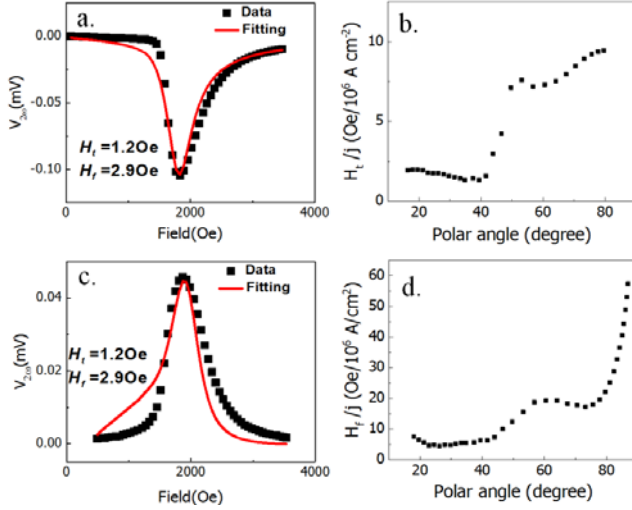 a.
Data
Fitting
0.00
-0.05
-0.10
V2ω(mV)
Ht =1.2Oe
Hf =2.9Oe
0
2000
4000
Field(Oe)
b.
10
5
0
Ht /j (Oe/10⁶ A cm⁻²)
20
40
60
80
Polar angle (degree)
c.
Data
Fitting
0.04
0.02
0.00
V2ω(mV)
Ht =1.2Oe
Hf =2.9Oe
0
2000
4000
Field(Oe)
d.
60
50
40
30
20
10
0
Hf /j (Oe/10⁶ A/cm²)
20
40
60
80
Polar angle (degree)